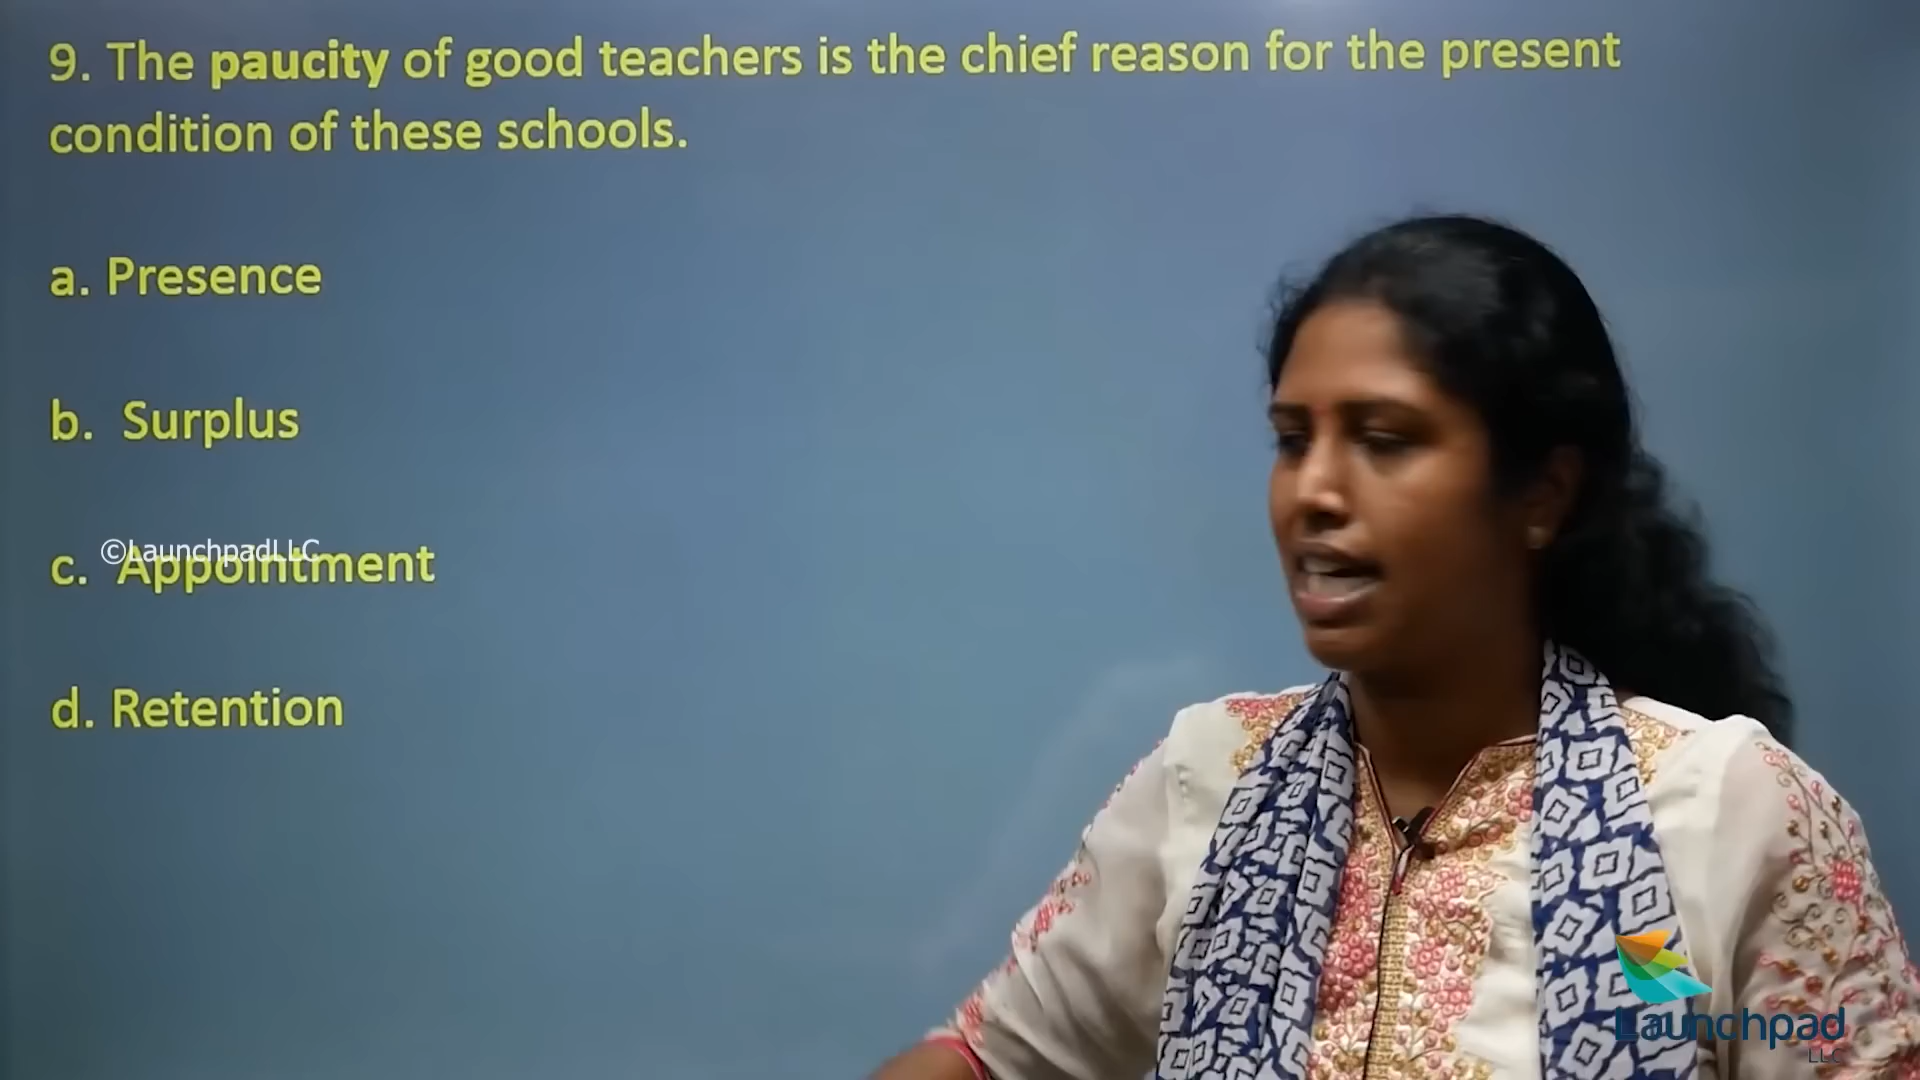 9. The paucity of good teachers is the chief reason for the present
condition of these schools.
a. Presence
b. Surplus
©LaunchpadLLC
c. Appointment
d. Retention
Launchpad
LLC